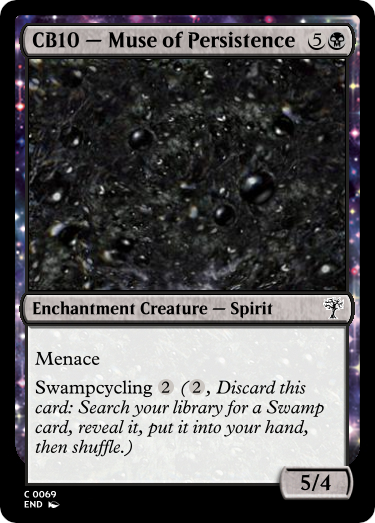 CB10 — Muse of Persistence 5
Enchantment Creature — Spirit
Menace
Swampcycling 2 (2, Discard this
card: Search your library for a Swamp
card, reveal it, put it into your hand,
then shuffle.)
5/4
C 0069
END